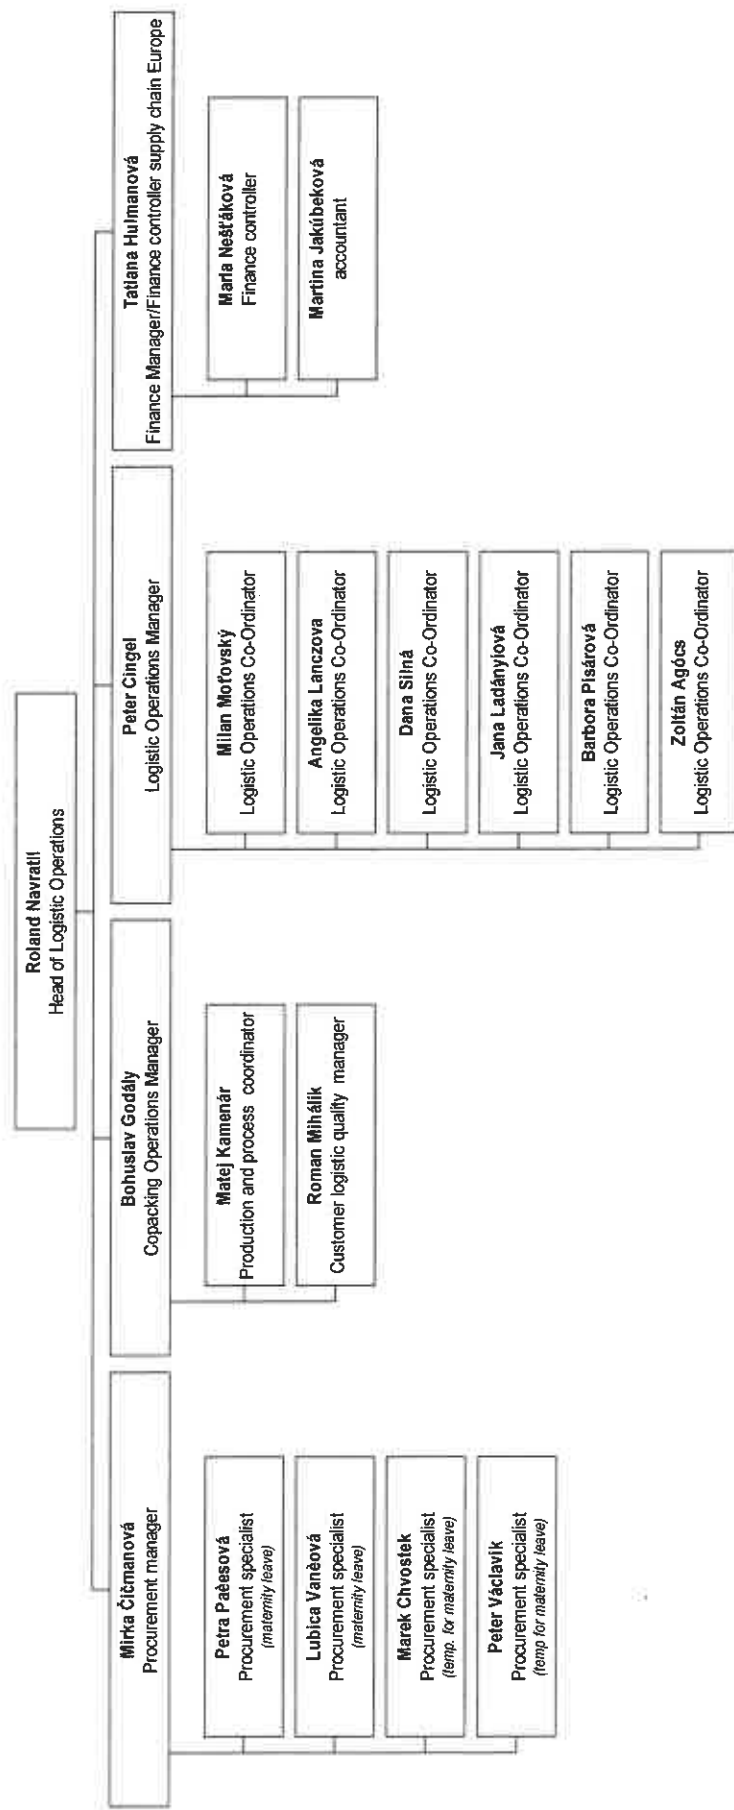 Roland Navratil
Head of Logistic Operations
Mirka Čičmanová
Procurement manager
Petra Paèesová
Procurement specialist
(maternity leave)
Lubica Vanèová
Procurement specialist
(maternity leave)
Marek Chvostek
Procurement specialist
(temp. for maternity leave)
Peter Václavik
Procurement specialist
(temp for maternity leave)
Bohuslav Godály
Copacking Operations Manager
Matej Kamenár
Production and process coordinator
Roman Mihálik
Customer logistic quality manager
Peter Cingel
Logistic Operations Manager
Milan Moťovský
Logistic Operations Co-Ordinator
Angelika Lanczova
Logistic Operations Co-Ordinator
Dana Silná
Logistic Operations Co-Ordinator
Jana Ladányiová
Logistic Operations Co-Ordinator
Barbora Pisárová
Logistic Operations Co-Ordinator
Zoltán Agócs
Logistic Operations Co-Ordinator
Tatiana Hulmanová
Finance Manager/Finance controller supply chain Europe
Maria Nešťáková
Finance controller
Martina Jakúbeková
accountant